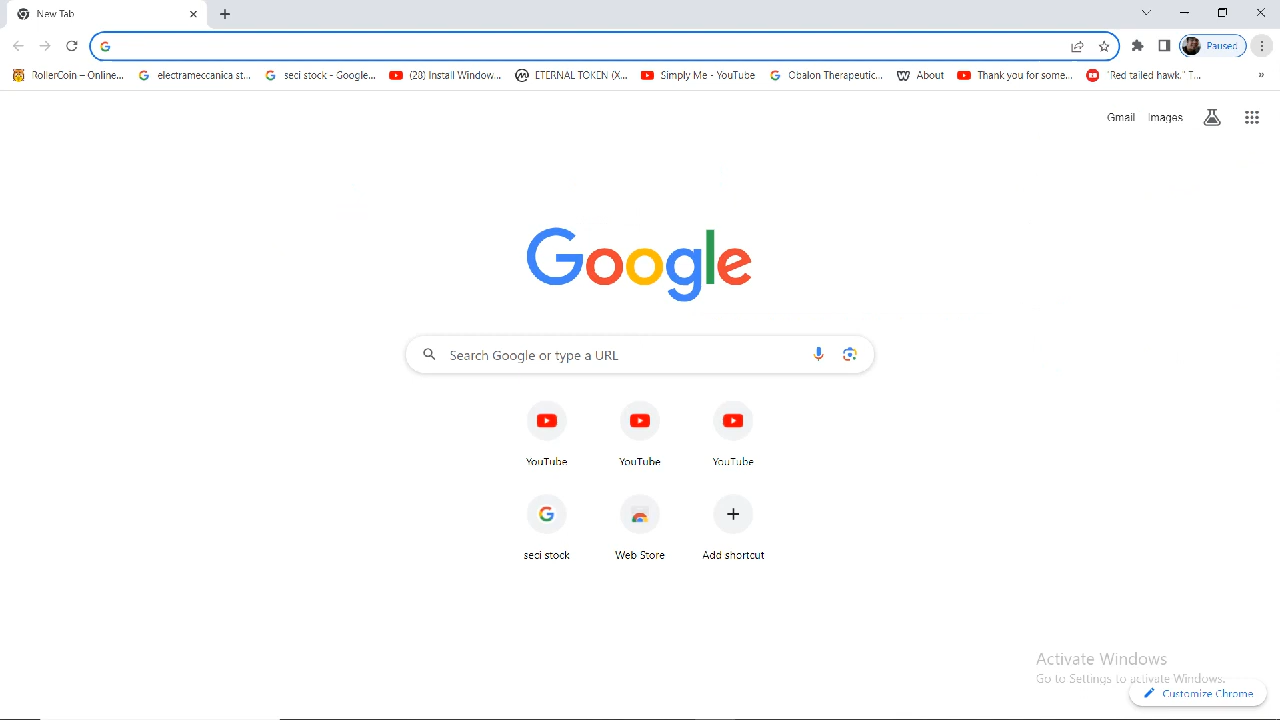 New Tab
Paused
RollerCoin – Online...
electrameccanica st...
seci stock - Google...
(28) Install Window...
ETERNAL TOKEN (X...
Simply Me - YouTube
Obalon Therapeutic...
About
Thank you for some...
"Red tailed hawk." T...
»
Gmail
Images
Google
Search Google or type a URL
YouTube
YouTube
YouTube
seci stock
Web Store
Add shortcut
Activate Windows
Go to Settings to activate Windows.
Customize Chrome